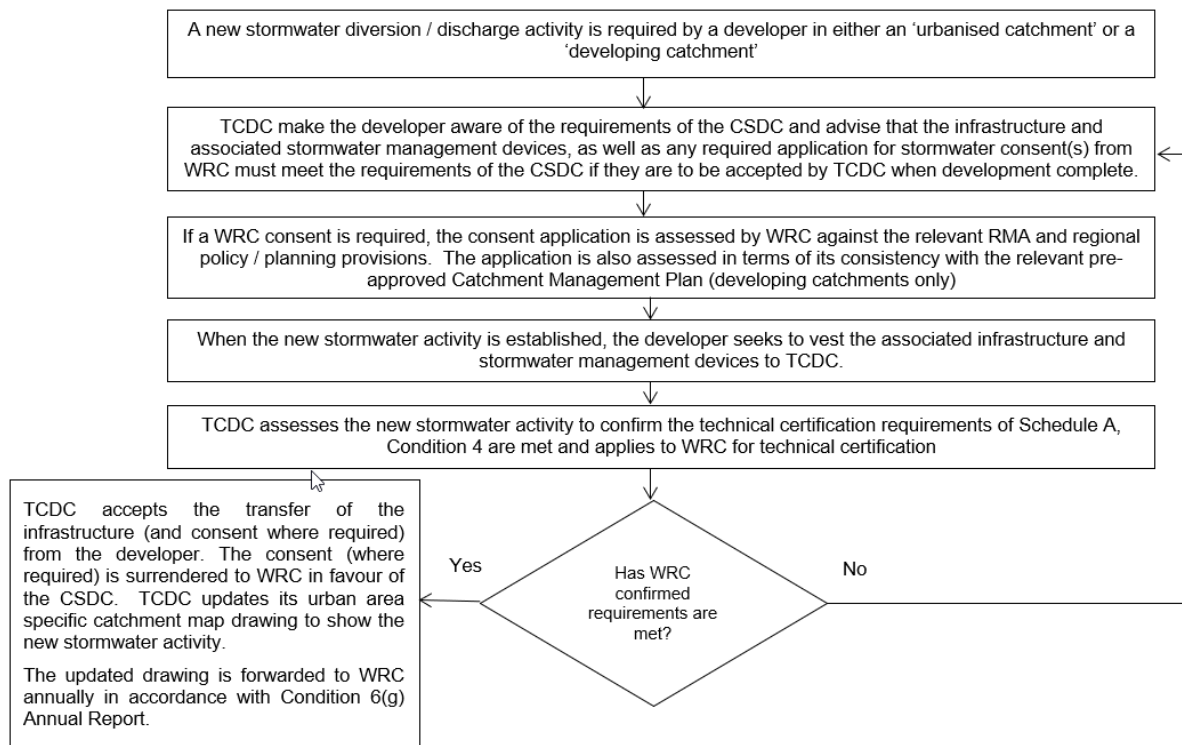 A new stormwater diversion / discharge activity is required by a developer in either an ‘urbanised catchment’ or a
‘developing catchment’
TCDC make the developer aware of the requirements of the CSDC and advise that the infrastructure and
associated stormwater management devices, as well as any required application for stormwater consent(s) from
WRC must meet the requirements of the CSDC if they are to be accepted by TCDC when development complete.
If a WRC consent is required, the consent application is assessed by WRC against the relevant RMA and regional
policy / planning provisions. The application is also assessed in terms of its consistency with the relevant pre-
approved Catchment Management Plan (developing catchments only)
When the new stormwater activity is established, the developer seeks to vest the associated infrastructure and
stormwater management devices to TCDC.
TCDC assesses the new stormwater activity to confirm the technical certification requirements of Schedule A,
Condition 4 are met and applies to WRC for technical certification
Has WRC
confirmed
requirements are
met?
Yes
No
TCDC accepts the transfer of the
infrastructure (and consent where required)
from the developer. The consent (where
required) is surrendered to WRC in favour of
the CSDC. TCDC updates its urban area
specific catchment map drawing to show the
new stormwater activity.
The updated drawing is forwarded to WRC
annually in accordance with Condition 6(g)
Annual Report.